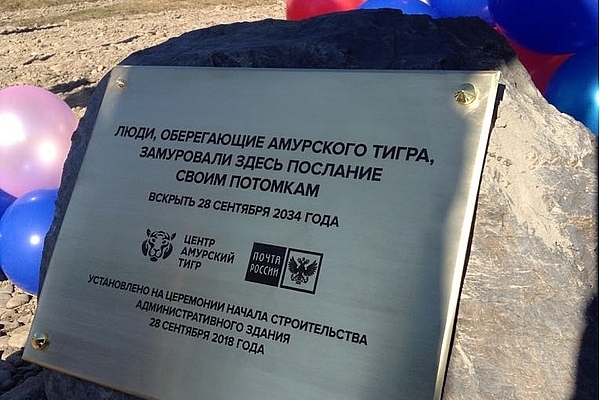 ЛЮДИ, ОБЕРЕГАЮЩИЕ АМУРСКОГО ТИГРА,
ЗАМУРОВАЛИ ЗДЕСЬ ПОСЛАНИЕ
СВОИМ ПОТОМКАМ
ВСКРЫТЬ 28 СЕНТЯБРЯ 2034 ГОДА
ЦЕНТР
АМУРСКИЙ
ТИГР
ПОЧТА
РОССИИ
УСТАНОВЛЕНО НА ЦЕРЕМОНИИ НАЧАЛА СТРОИТЕЛЬСТВА
АДМИНИСТРАТИВНОГО ЗДАНИЯ
28 СЕНТЯБРЯ 2018 ГОДА